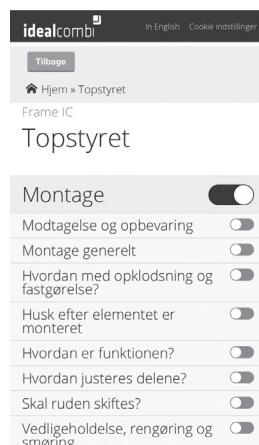 idealcombi
In English Cookie indstillinger
Tilbage
Hjem » Topstyret
Frame IC
Topstyret
Montage
Modtagelse og opbevaring
Montage generelt
Hvordan med opklodsning og
fastgørelse?
Husk efter elementet er
monteret
Hvordan er funktionen?
Hvordan justeres delene?
Skal ruden skiftes?
Vedligeholdelse, rengøring og
smøring